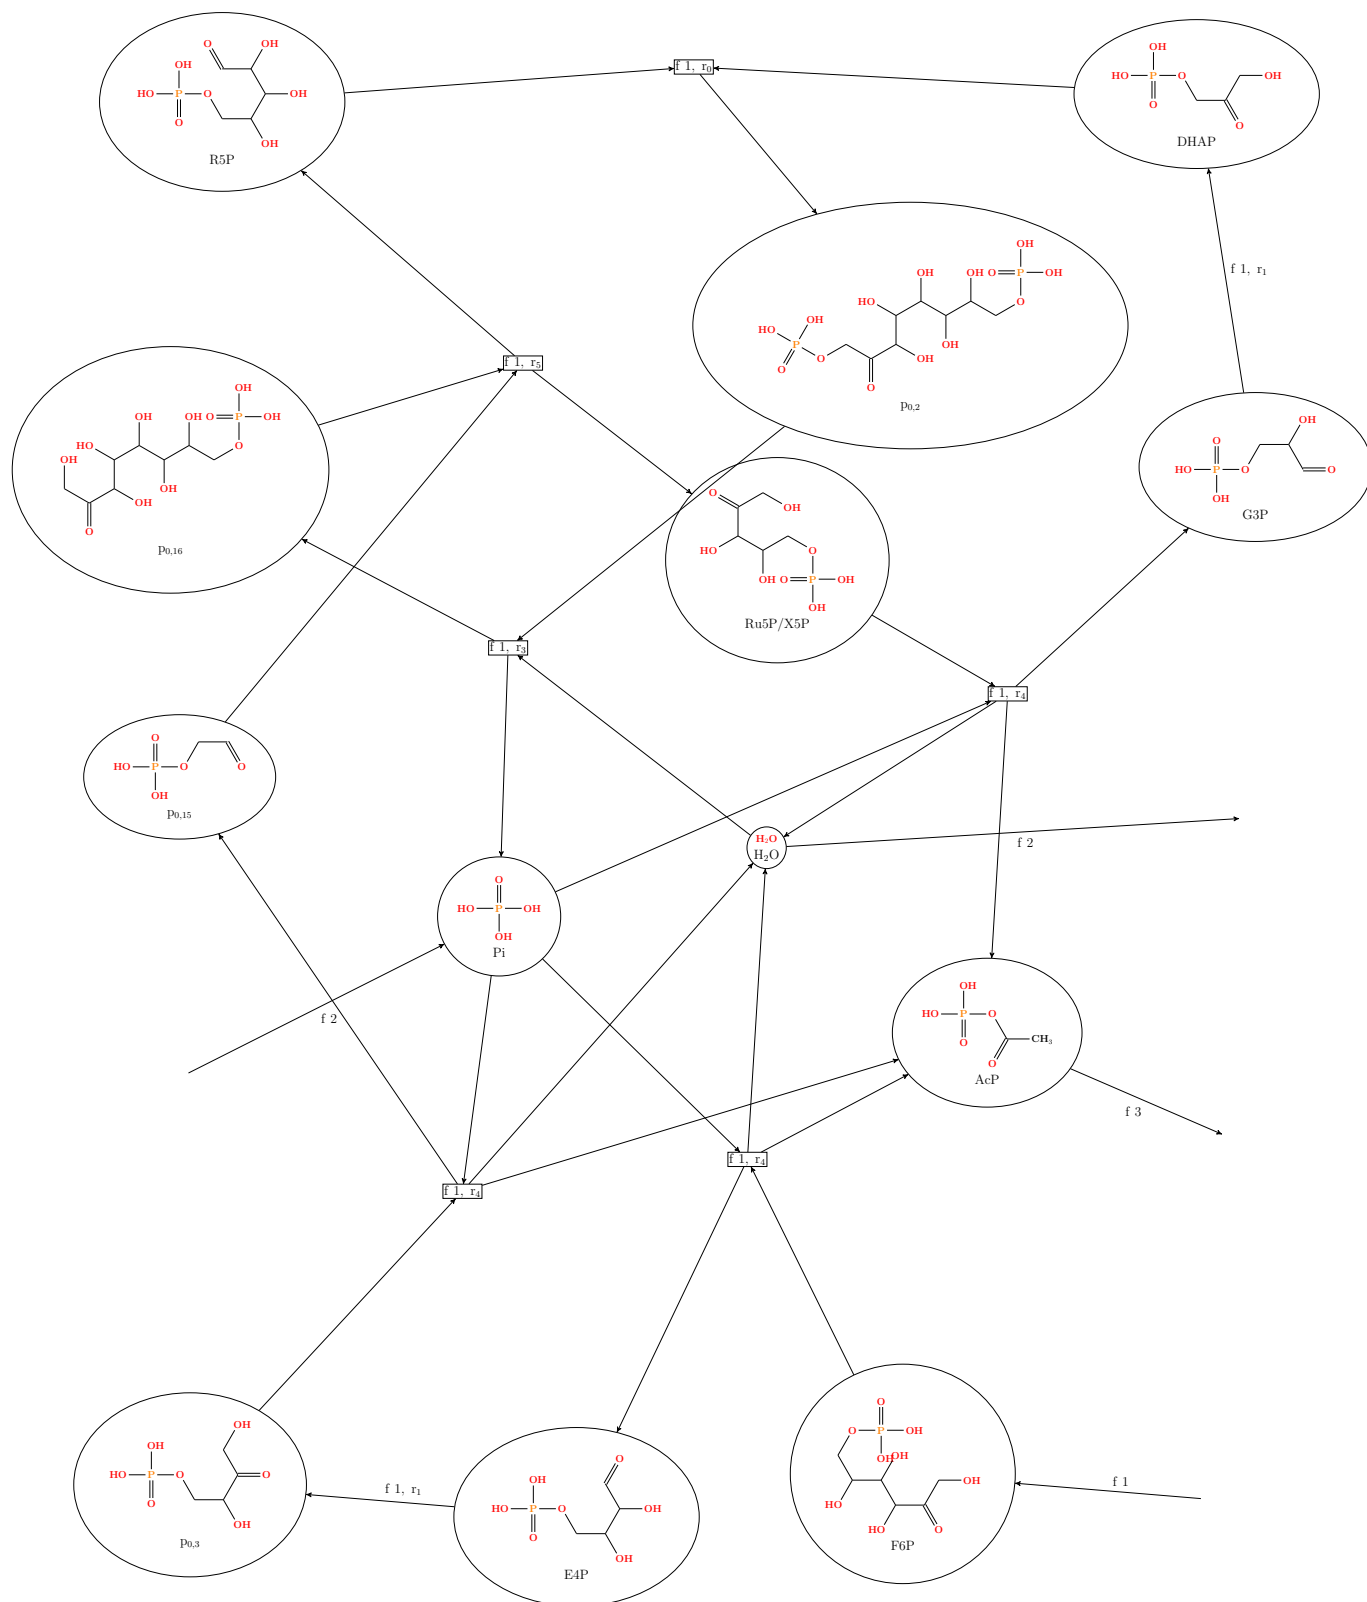 O OH
OH
HO P O OH
O
OH
R5P
f 1, r₀
OH
HO P O OH
O
O
DHAP
f 1, r₁
OH
OH OH O P OH
HO O
OH
HO P OH OH
O O
O
p₀,₂
f 1, r₅
OH
OH OH O P OH
HO O
OH
OH OH
O
p₀,₁₆
OH
O
HO P O O
OH
G3P
O
OH
HO O
OH O P OH
OH
Ru5P/X5P
f 1, r₃
f 1, r₄
O
HO P O O
OH
p₀,₁₅
H₂O
H₂O
f 2
O
HO P OH
OH
Pi
f 2
OH
HO P O
O CH₃
O
AcP
f 3
f 1, r₄
f 1, r₄
OH
OH
HO P O O
O
OH
p₀,₃
f 1, r₁
O
OH
HO P O OH
O
OH
E4P
O
O P OH
OH OH
OH
HO
HO O
F6P
f 1